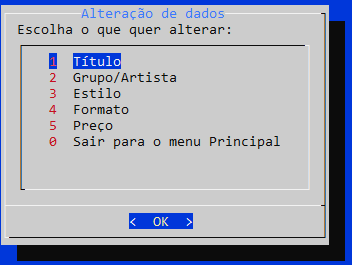 Alteração de dados
Escolha o que quer alterar:
1 Título
2 Grupo/Artista
3 Estilo
4 Formato
5 Preço
0 Sair para o menu Principal
< OK >